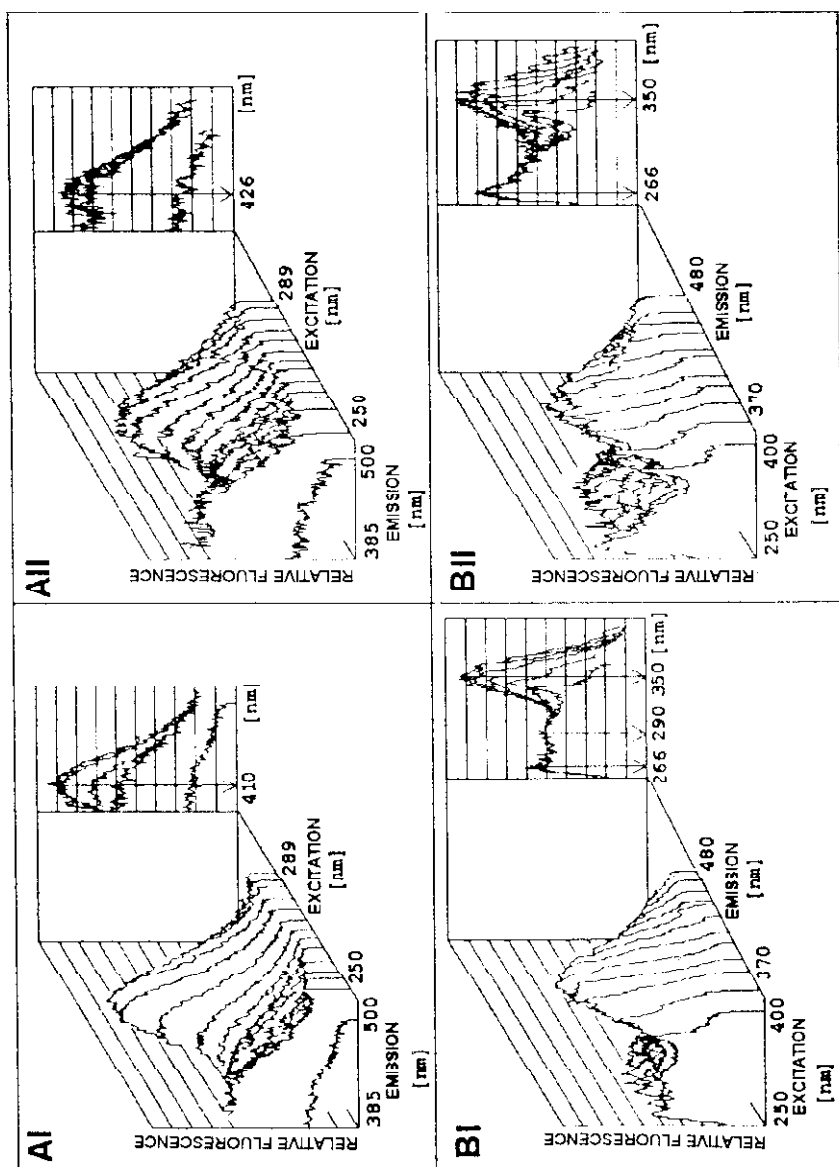 AI
RELATIVE FLUORESCENCE
385
500
EMISSION
[nm]
250
289
EXCITATION
[nm]
410
[nm]
AII
RELATIVE FLUORESCENCE
385
500
EMISSION
[nm]
250
289
EXCITATION
[nm]
426
[nm]
BI
RELATIVE FLUORESCENCE
250
400
EXCITATION
[nm]
370
480
EMISSION
[nm]
266
290
350
[nm]
BII
RELATIVE FLUORESCENCE
250
400
EXCITATION
[nm]
370
480
EMISSION
[nm]
266
350
[nm]